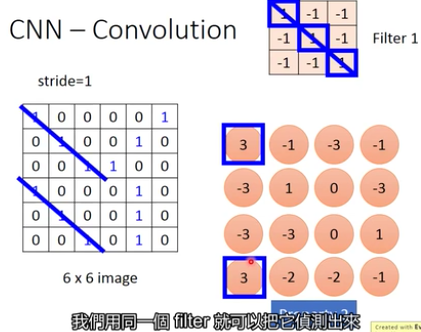 CNN – Convolution
1 -1 -1
-1 1 -1
-1 -1 1
Filter 1
stride=1
1 0 0 0 0 1
0 1 0 0 1 0
0 0 1 1 0 0
1 0 0 0 1 0
0 1 0 0 1 0
0 0 1 0 1 0
6 x 6 image
3 -1 -3 -1
-3 1 0 -3
-3 -3 0 1
3 -2 -2 -1
我們用同一個 filter 就可以把它偵測出來
Created with